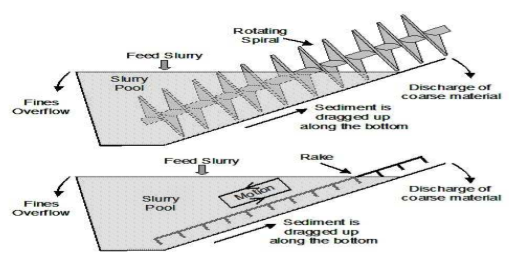 Rotating
Spiral
Feed Slurry
Slurry
Pool
Fines
Overflow
Sediment is
dragged up
along the bottom
Discharge of
coarse material
Feed Slurry
Rake
Motion
Slurry
Pool
Fines
Overflow
Sediment is
dragged up
along the bottom
Discharge of
coarse material